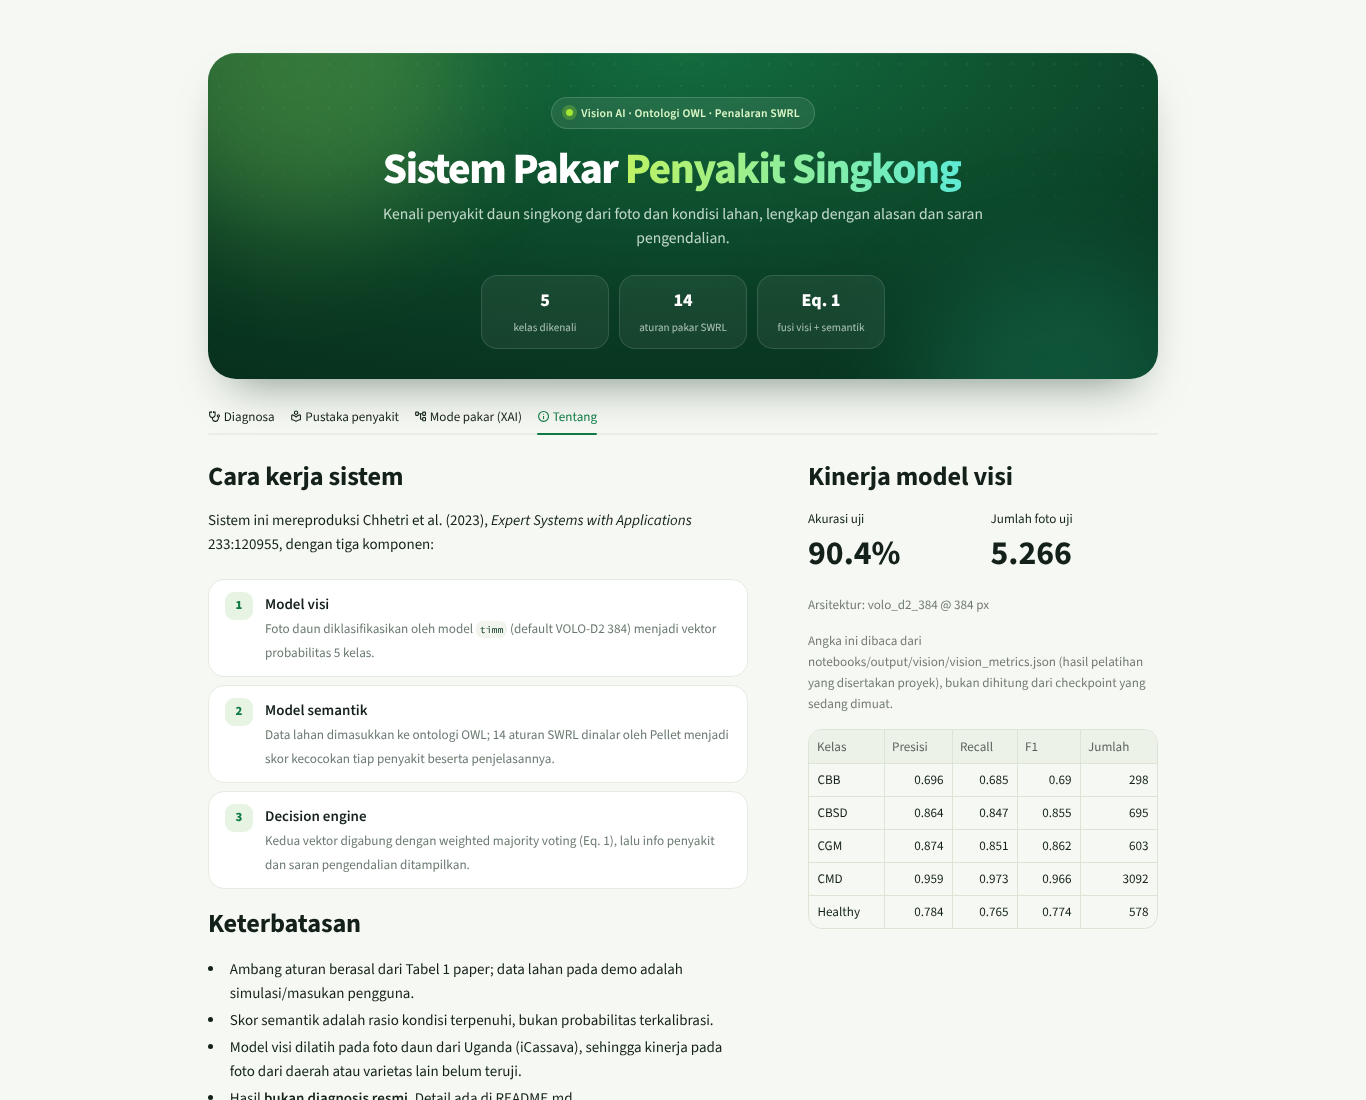 Vision AI · Ontologi OWL · Penalaran SWRL
Sistem Pakar Penyakit Singkong
Kenali penyakit daun singkong dari foto dan kondisi lahan, lengkap dengan alasan dan saran
pengendalian.
5
kelas dikenali
14
aturan pakar SWRL
Eq. 1
fusi visi + semantik
Diagnosa
Pustaka penyakit
Mode pakar (XAI)
Tentang
Cara kerja sistem
Sistem ini mereproduksi Chhetri et al. (2023), Expert Systems with Applications
233:120955, dengan tiga komponen:
1
Model visi
Foto daun diklasifikasikan oleh model timm (default VOLO-D2 384) menjadi vektor
probabilitas 5 kelas.
2
Model semantik
Data lahan dimasukkan ke ontologi OWL; 14 aturan SWRL dinalar oleh Pellet menjadi
skor kecocokan tiap penyakit beserta penjelasannya.
3
Decision engine
Kedua vektor digabung dengan weighted majority voting (Eq. 1), lalu info penyakit
dan saran pengendalian ditampilkan.
Keterbatasan
Ambang aturan berasal dari Tabel 1 paper; data lahan pada demo adalah
simulasi/masukan pengguna.
Skor semantik adalah rasio kondisi terpenuhi, bukan probabilitas terkalibrasi.
Model visi dilatih pada foto daun dari Uganda (iCassava), sehingga kinerja pada
foto dari daerah atau varietas lain belum teruji.
Hasil bukan diagnosis resmi. Detail ada di README.md.
Kinerja model visi
Akurasi uji
90.4%
Jumlah foto uji
5.266
Arsitektur: volo_d2_384 @ 384 px
Angka ini dibaca dari
notebooks/output/vision/vision_metrics.json (hasil pelatihan
yang disertakan proyek), bukan dihitung dari checkpoint yang
sedang dimuat.
Kelas Presisi Recall F1 Jumlah
CBB 0.696 0.685 0.69 298
CBSD 0.864 0.847 0.855 695
CGM 0.874 0.851 0.862 603
CMD 0.959 0.973 0.966 3092
Healthy 0.784 0.765 0.774 578